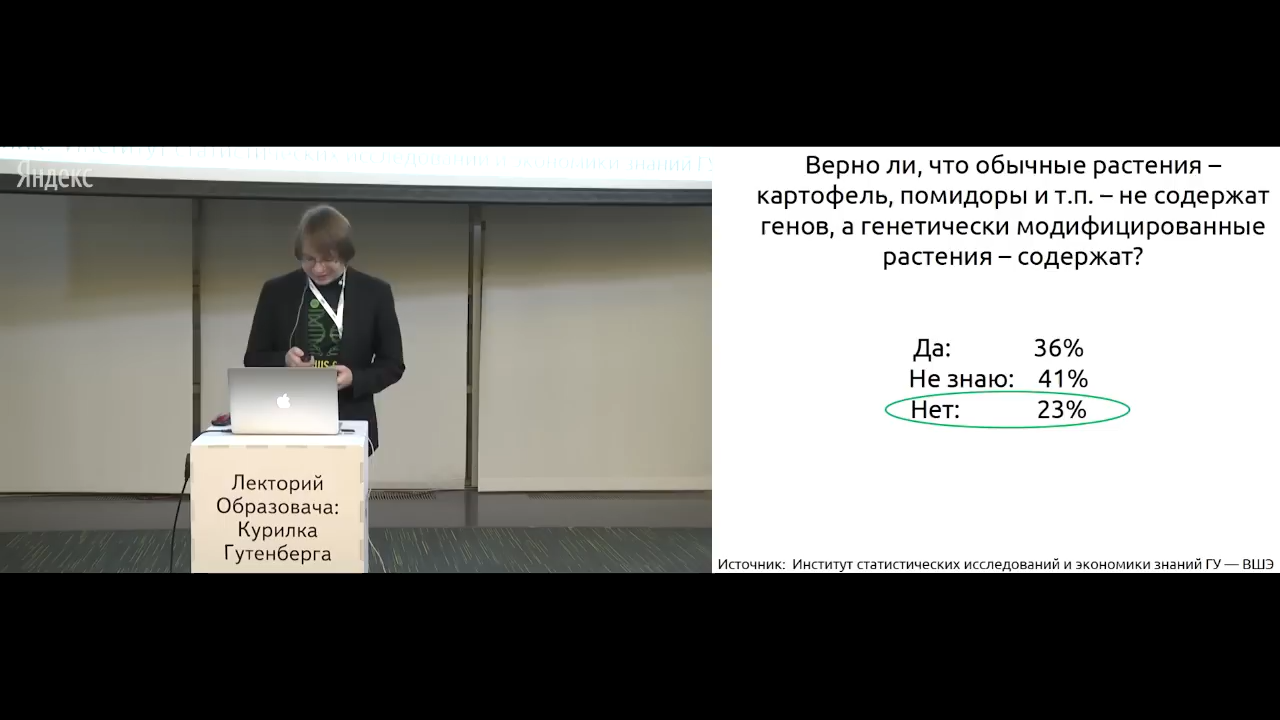 Яндекс
Лекторий
Образовача:
Курилка
Гутенберга
Верно ли, что обычные растения –
картофель, помидоры и т.п. – не содержат
генов, а генетически модифицированные
растения – содержат?
Да: 36%
Не знаю: 41%
Нет: 23%
Источник: Институт статистических исследований и экономики знаний ГУ — ВШЭ